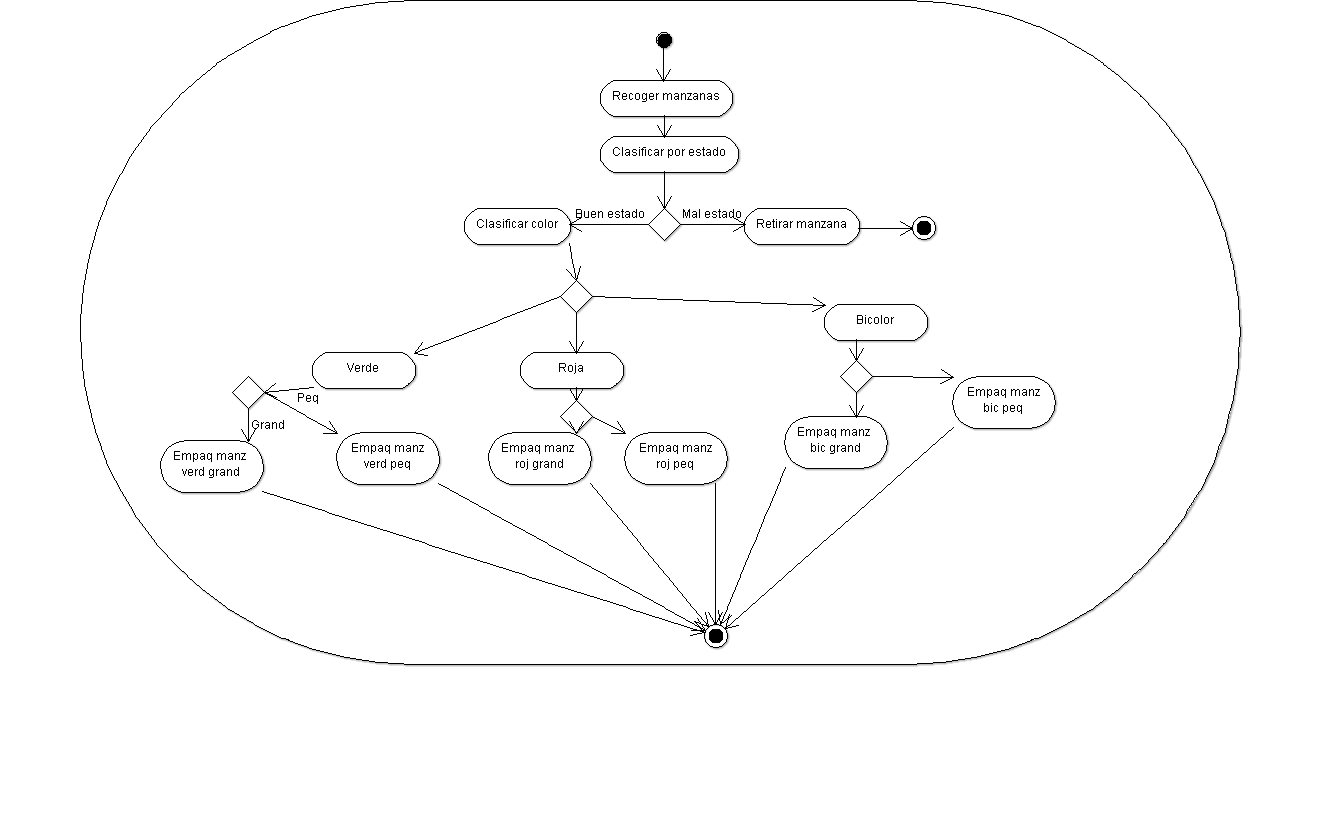 Recoger manzanas
Clasificar por estado
Clasificar color
Buen estado
Mal estado
Retirar manzana
Bicolor
Verde
Roja
Peq
Grand
Empaq manz
bic peq
Empaq manz
verd grand
Empaq manz
verd peq
Empaq manz
roj grand
Empaq manz
roj peq
Empaq manz
bic grand